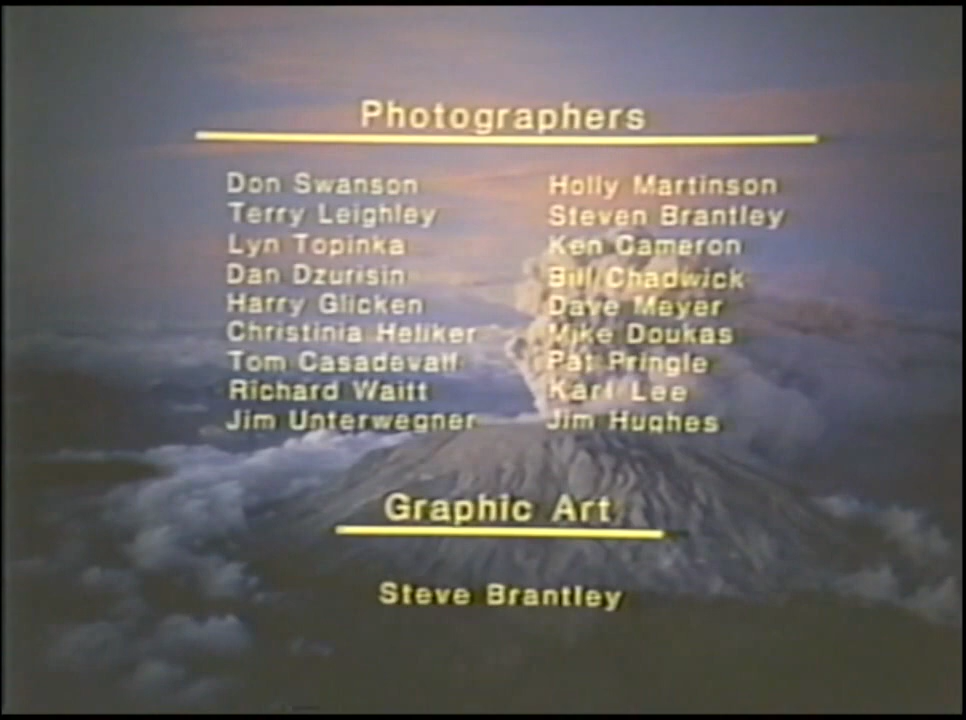 Photographers
Don Swanson Holly Martinson
Terry Leighley Steven Brantley
Lyn Topinka Ken Cameron
Dan Dzurisin Bill Chadwick
Harry Glicken Dave Meyer
Christinia Heliker Mike Doukas
Tom Casadevall Pat Pringle
Richard Waitt Karl Lee
Jim Unterwegner Jim Hughes
Graphic Art
Steve Brantley